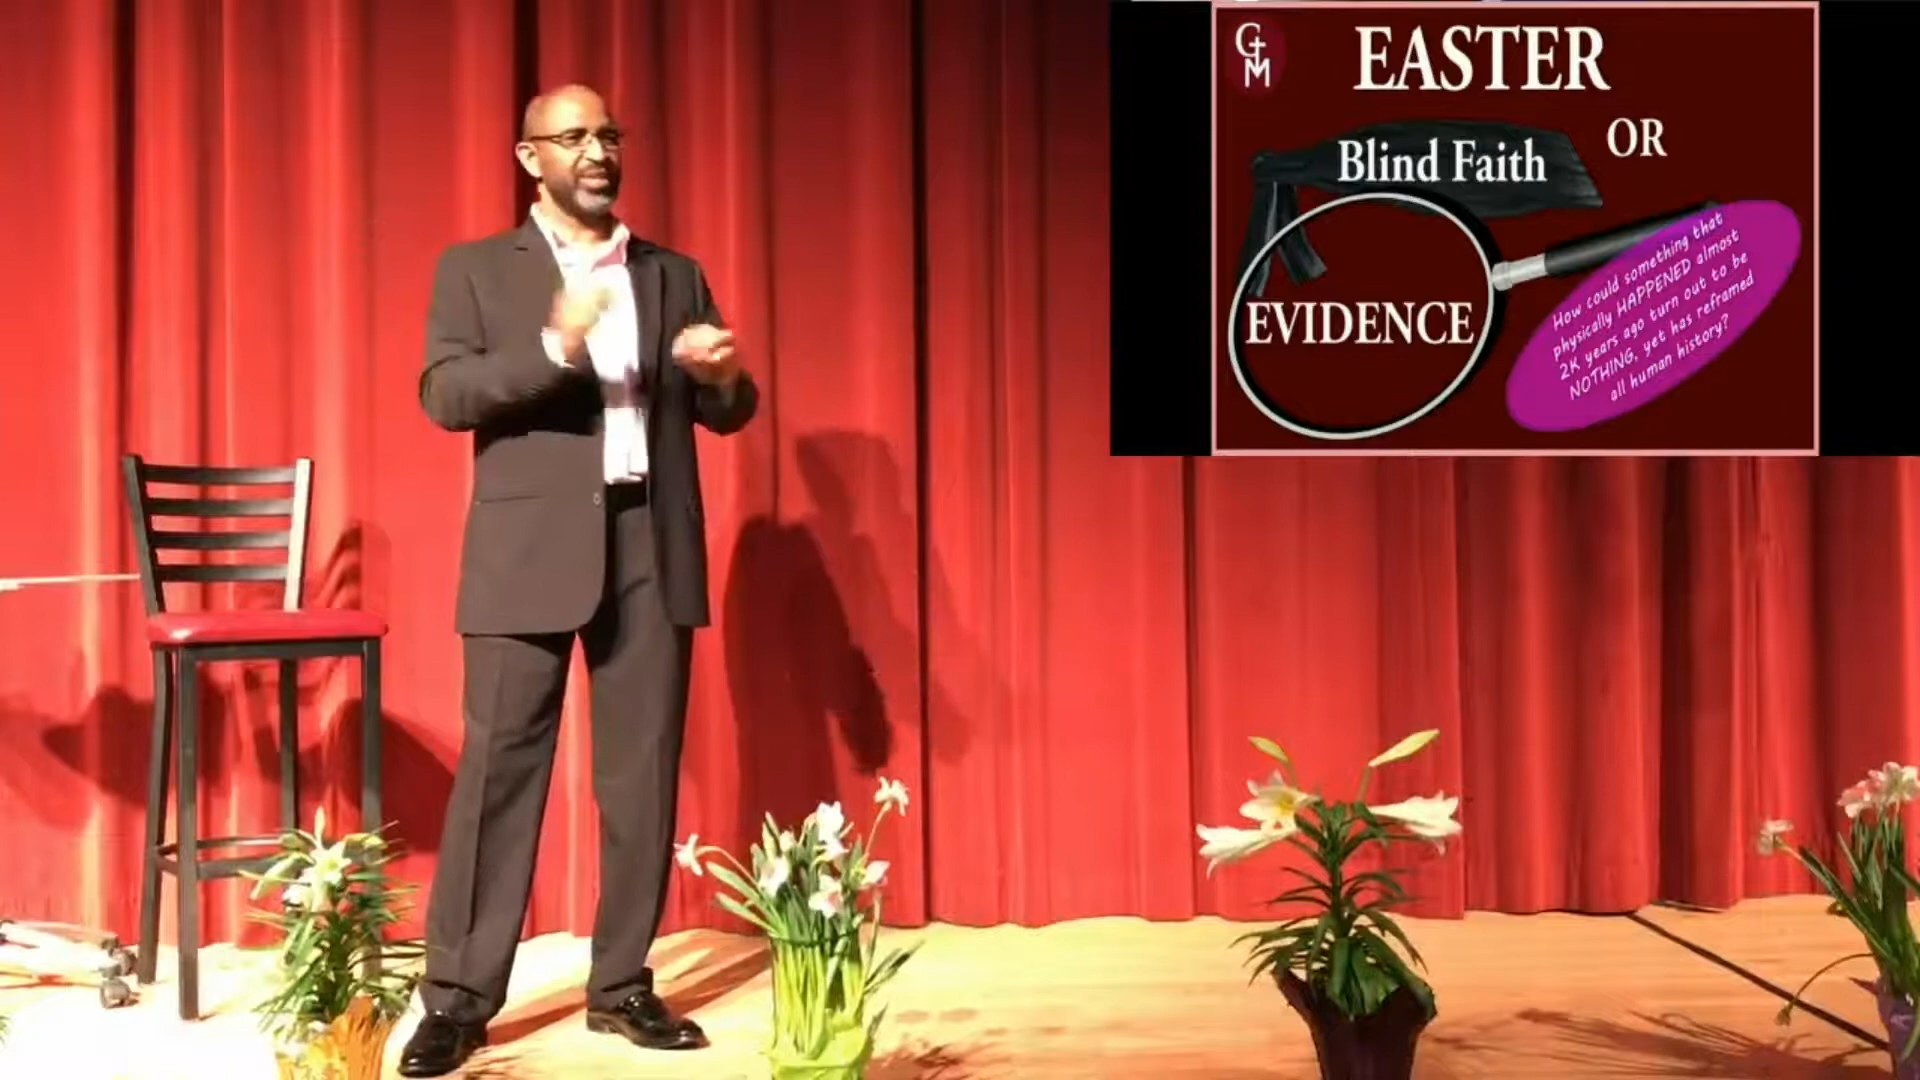 GM
EASTER
OR
Blind Faith
EVIDENCE
How could something that
physically HAPPENED almost
2K years ago turn out to be
NOTHING, yet has reframed
all human history?